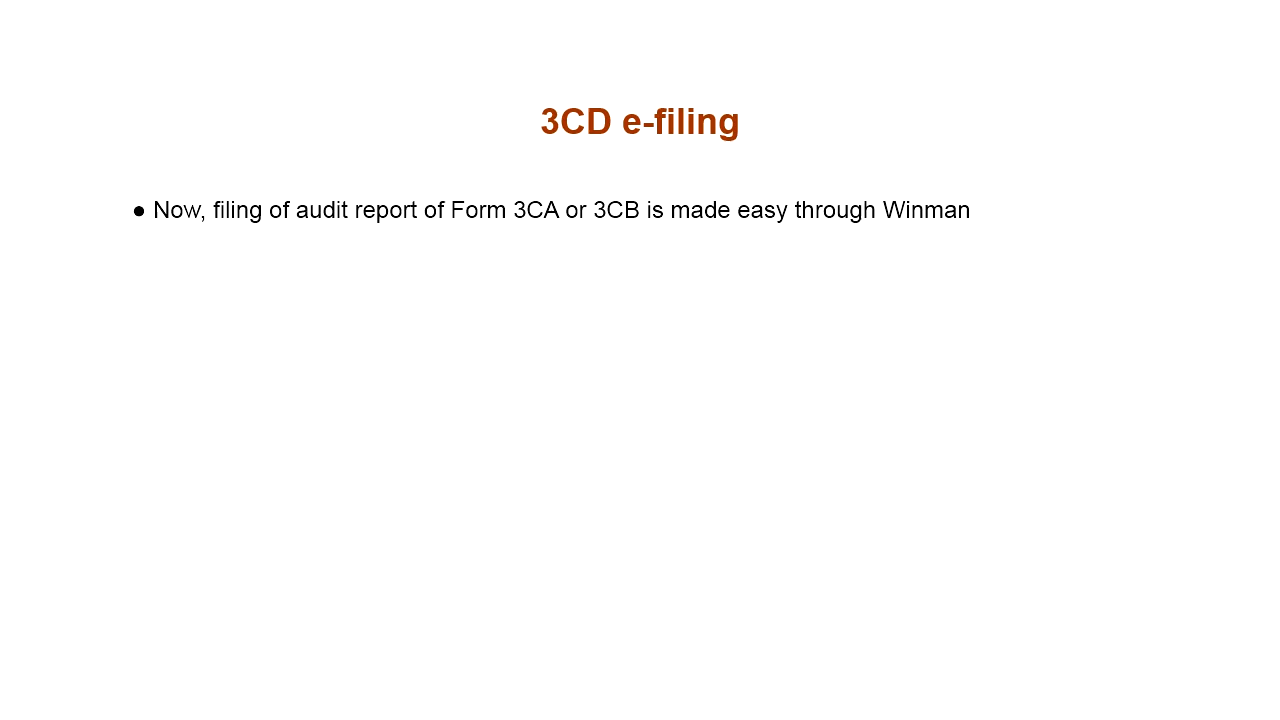 3CD e-filing
● Now, filing of audit report of Form 3CA or 3CB is made easy through Winman